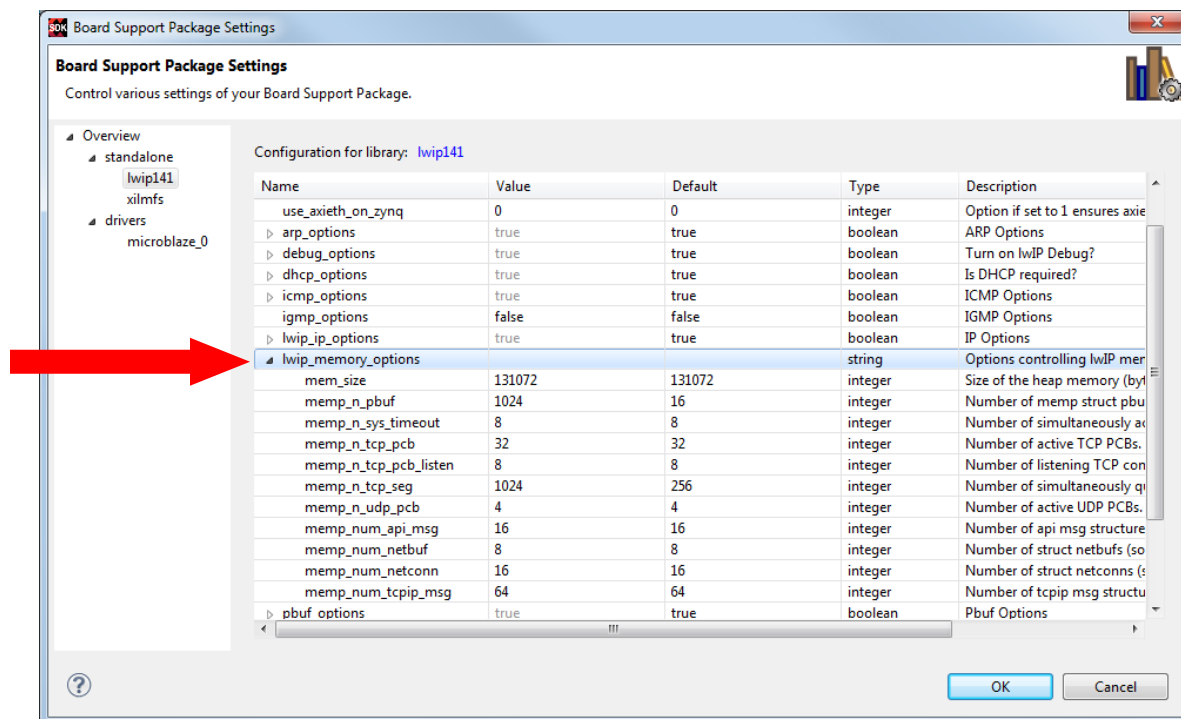 SDK Board Support Package Settings
Board Support Package Settings
Control various settings of your Board Support Package.
Overview
standalone
lwip141
xilmfs
drivers
microblaze_0
Configuration for library: lwip141
Name Value Default Type Description
use_axieth_on_zynq 0 0 integer Option if set to 1 ensures axie
arp_options true true boolean ARP Options
debug_options true true boolean Turn on lwIP Debug?
dhcp_options true true boolean Is DHCP required?
icmp_options true true boolean ICMP Options
igmp_options false false boolean IGMP Options
lwip_ip_options true true boolean IP Options
lwip_memory_options string Options controlling lwIP mer
mem_size 131072 131072 integer Size of the heap memory (byt
memp_n_pbuf 1024 16 integer Number of memp struct pbu
memp_n_sys_timeout 8 8 integer Number of simultaneously ac
memp_n_tcp_pcb 32 32 integer Number of active TCP PCBs.
memp_n_tcp_pcb_listen 8 8 integer Number of listening TCP con
memp_n_tcp_seg 1024 256 integer Number of simultaneously qu
memp_n_udp_pcb 4 4 integer Number of active UDP PCBs.
memp_num_api_msg 16 16 integer Number of api msg structure
memp_num_netbuf 8 8 integer Number of struct netbufs (so
memp_num_netconn 16 16 integer Number of struct netconns (s
memp_num_tcpip_msg 64 64 integer Number of tcpip msg structu
pbuf_options true true boolean Pbuf Options
OK Cancel